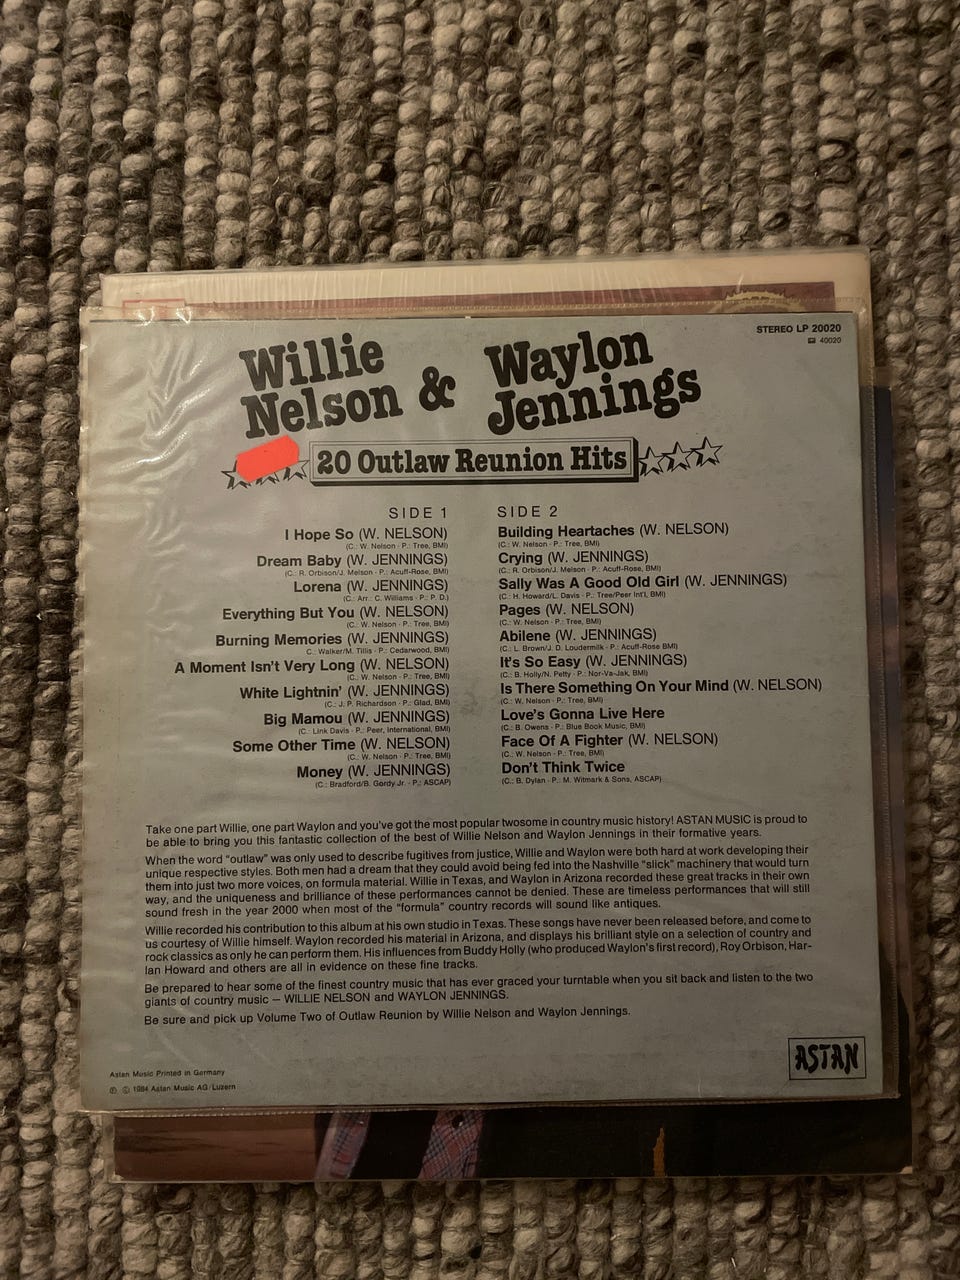 STEREO LP 20020
40020
Willie Nelson & Waylon Jennings
20 Outlaw Reunion Hits
SIDE 1
I Hope So (W. NELSON)
(C.: W. Nelson · P.: Tree, BMI)
Dream Baby (W. JENNINGS)
(C.: R. Orbison/J. Melson · P.: Acuff-Rose, BMI)
Lorena (W. JENNINGS)
(C.: Arr.: C. Williams · P.: P. D.)
Everything But You (W. NELSON)
(C.: W. Nelson · P.: Tree, BMI)
Burning Memories (W. JENNINGS)
C. Walker/M. Tillis · P.: Cedarwood, BMI)
A Moment Isn't Very Long (W. NELSON)
(C.: W. Nelson · P.: Tree, BMI)
White Lightnin' (W. JENNINGS)
(C.: J. P. Richardson · P.: Glad, BMI)
Big Mamou (W. JENNINGS)
(C.: Link Davis · P.: Peer, International, BMI)
Some Other Time (W. NELSON)
(C.: W. Nelson · P.: Tree, BMI)
Money (W. JENNINGS)
(C.: Bradford/B. Gordy Jr. · P.: ASCAP)
SIDE 2
Building Heartaches (W. NELSON)
(C.: W. Nelson · P.: Tree, BMI)
Crying (W. JENNINGS)
(C.: R. Orbison/J. Melson · P.: Acuff-Rose, BMI)
Sally Was A Good Old Girl (W. JENNINGS)
(C.: H. Howard/L. Davis · P.: Tree/Peer Int'l, BMI)
Pages (W. NELSON)
(C.: W. Nelson · P.: Tree, BMI)
Abilene (W. JENNINGS)
(C.: L. Brown/J. D. Loudermilk · P.: Acuff-Rose BMI)
It's So Easy (W. JENNINGS)
(C.: B. Holly/N. Petty · P.: Nor-Va-Jak, BMI)
Is There Something On Your Mind (W. NELSON)
(C.: W. Nelson · P.: Tree, BMI)
Love's Gonna Live Here
(C.: B. Owens · P.: Blue Book Music, BMI)
Face Of A Fighter (W. NELSON)
(C.: W. Nelson · P.: Tree, BMI)
Don't Think Twice
(C.: B. Dylan · P.: M. Witmark & Sons, ASCAP)
Take one part Willie, one part Waylon and you've got the most popular twosome in country music history! ASTAN MUSIC is proud to
be able to bring you this fantastic collection of the best of Willie Nelson and Waylon Jennings in their formative years.
When the word "outlaw" was only used to describe fugitives from justice, Willie and Waylon were both hard at work developing their
unique respective styles. Both men had a dream that they could avoid being fed into the Nashville "slick" machinery that would turn
them into just two more voices, on formula material. Willie in Texas, and Waylon in Arizona recorded these great tracks in their own
way, and the uniqueness and brilliance of these performances cannot be denied. These are timeless performances that will still
sound fresh in the year 2000 when most of the "formula" country records will sound like antiques.
Willie recorded his contribution to this album at his own studio in Texas. These songs have never been released before, and come to
us courtesy of Willie himself. Waylon recorded his material in Arizona, and displays his brilliant style on a selection of country and
rock classics as only he can perform them. His influences from Buddy Holly (who produced Waylon's first record), Roy Orbison, Har-
lan Howard and others are all in evidence on these fine tracks.
Be prepared to hear some of the finest country music that has ever graced your turntable when you sit back and listen to the two
giants of country music — WILLIE NELSON and WAYLON JENNINGS.
Be sure and pick up Volume Two of Outlaw Reunion by Willie Nelson and Waylon Jennings.
Astan Music Printed in Germany
℗ © 1984 Astan Music AG/Luzern
ASTAN